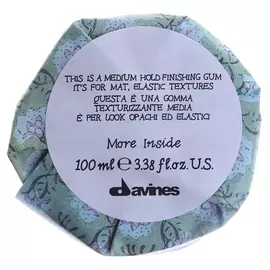 THIS IS A MEDIUM HOLD FINISHING GUM
IT'S FOR MAT, ELASTIC TEXTURES
QUESTA È UNA GOMMA
TEXTURIZZANTE MEDIA
È PER LOOK OPACHI ED ELASTICI
More Inside
100 ml ℮ 3.38 fl.oz. U.S.
davines